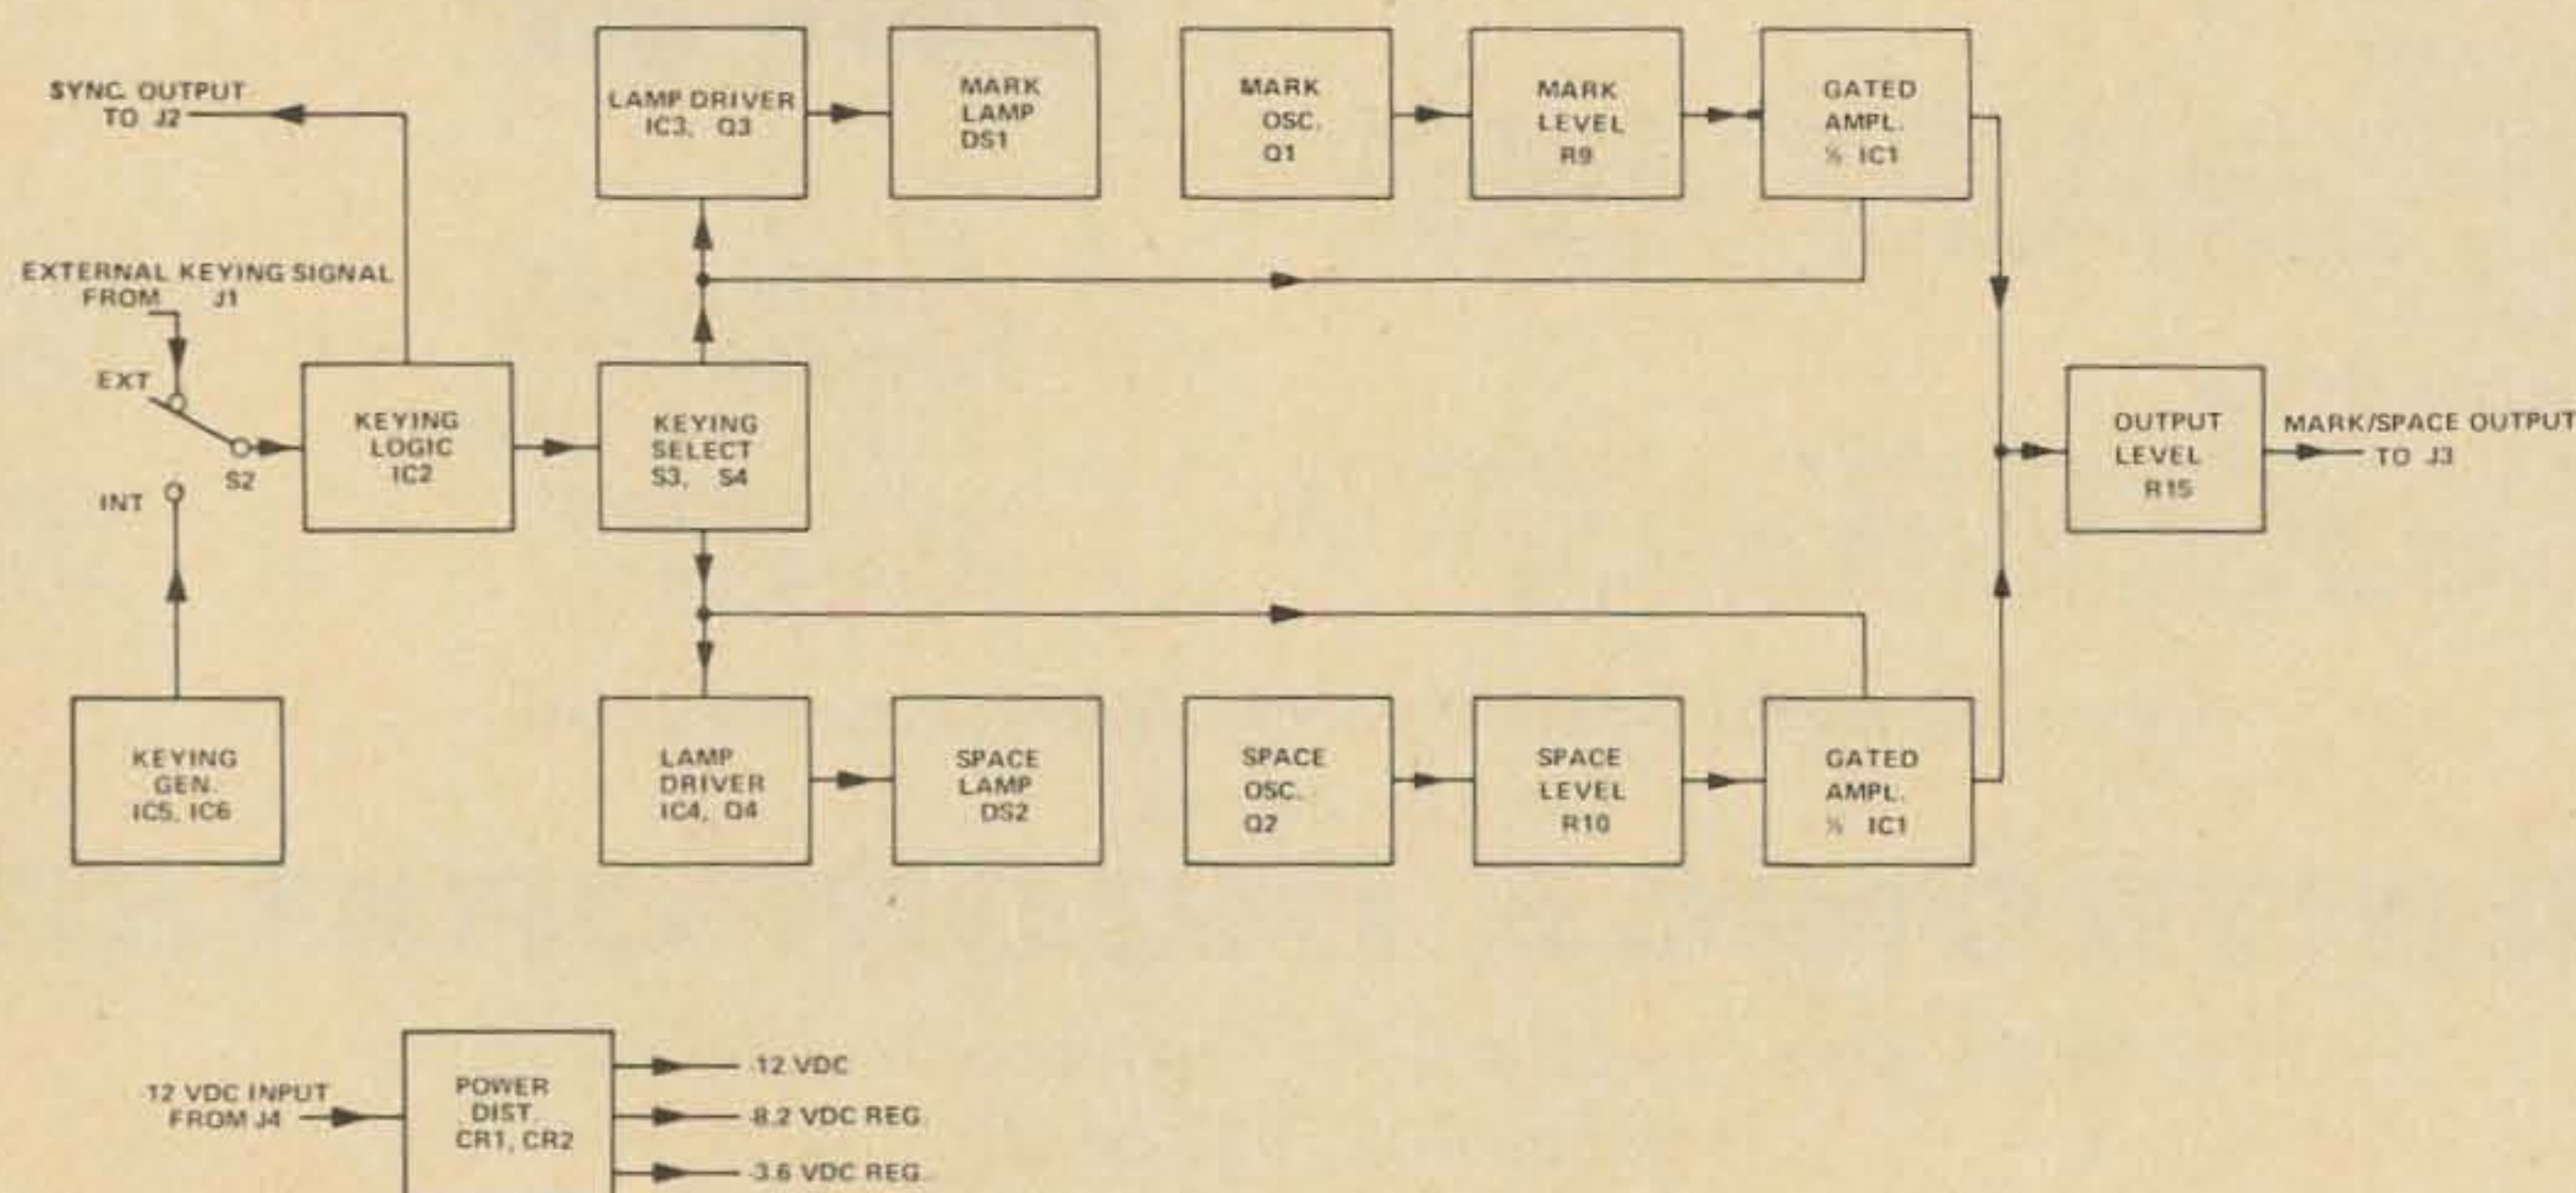 SYNC. OUTPUT
TO J2
EXTERNAL KEYING SIGNAL
FROM J1
EXT
INT
S2
KEYING
LOGIC
IC2
KEYING
GEN.
IC5, IC6
LAMP DRIVER
IC3, Q3
MARK
LAMP
DS1
MARK
OSC.
Q1
MARK
LEVEL
R9
GATED
AMPL.
½ IC1
KEYING
SELECT
S3, S4
OUTPUT
LEVEL
R15
MARK/SPACE OUTPUT
TO J3
LAMP
DRIVER
IC4, Q4
SPACE
LAMP
DS2
SPACE
OSC.
Q2
SPACE
LEVEL
R10
GATED
AMPL.
½ IC1
-12 VDC INPUT
FROM J4
POWER
DIST.
CR1, CR2
-12 VDC
-8.2 VDC REG.
-3.6 VDC REG.